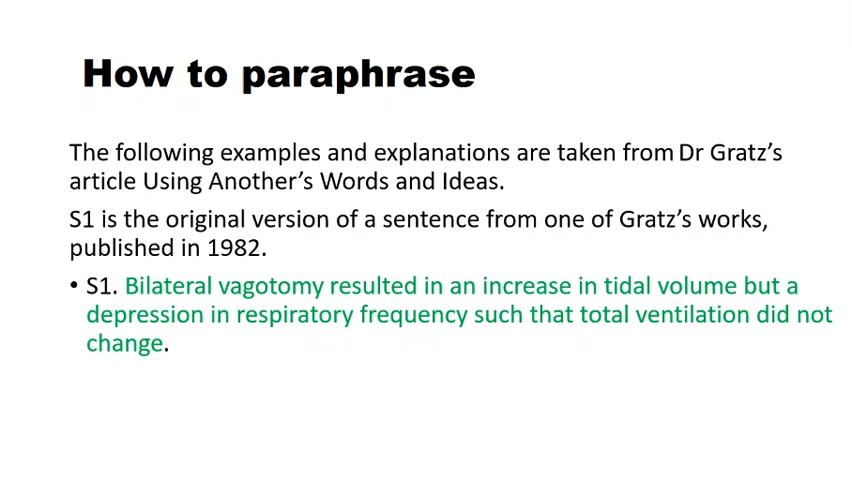 How to paraphrase
The following examples and explanations are taken from Dr Gratz’s
article Using Another’s Words and Ideas.
S1 is the original version of a sentence from one of Gratz’s works,
published in 1982.
• S1. Bilateral vagotomy resulted in an increase in tidal volume but a
depression in respiratory frequency such that total ventilation did not
change.